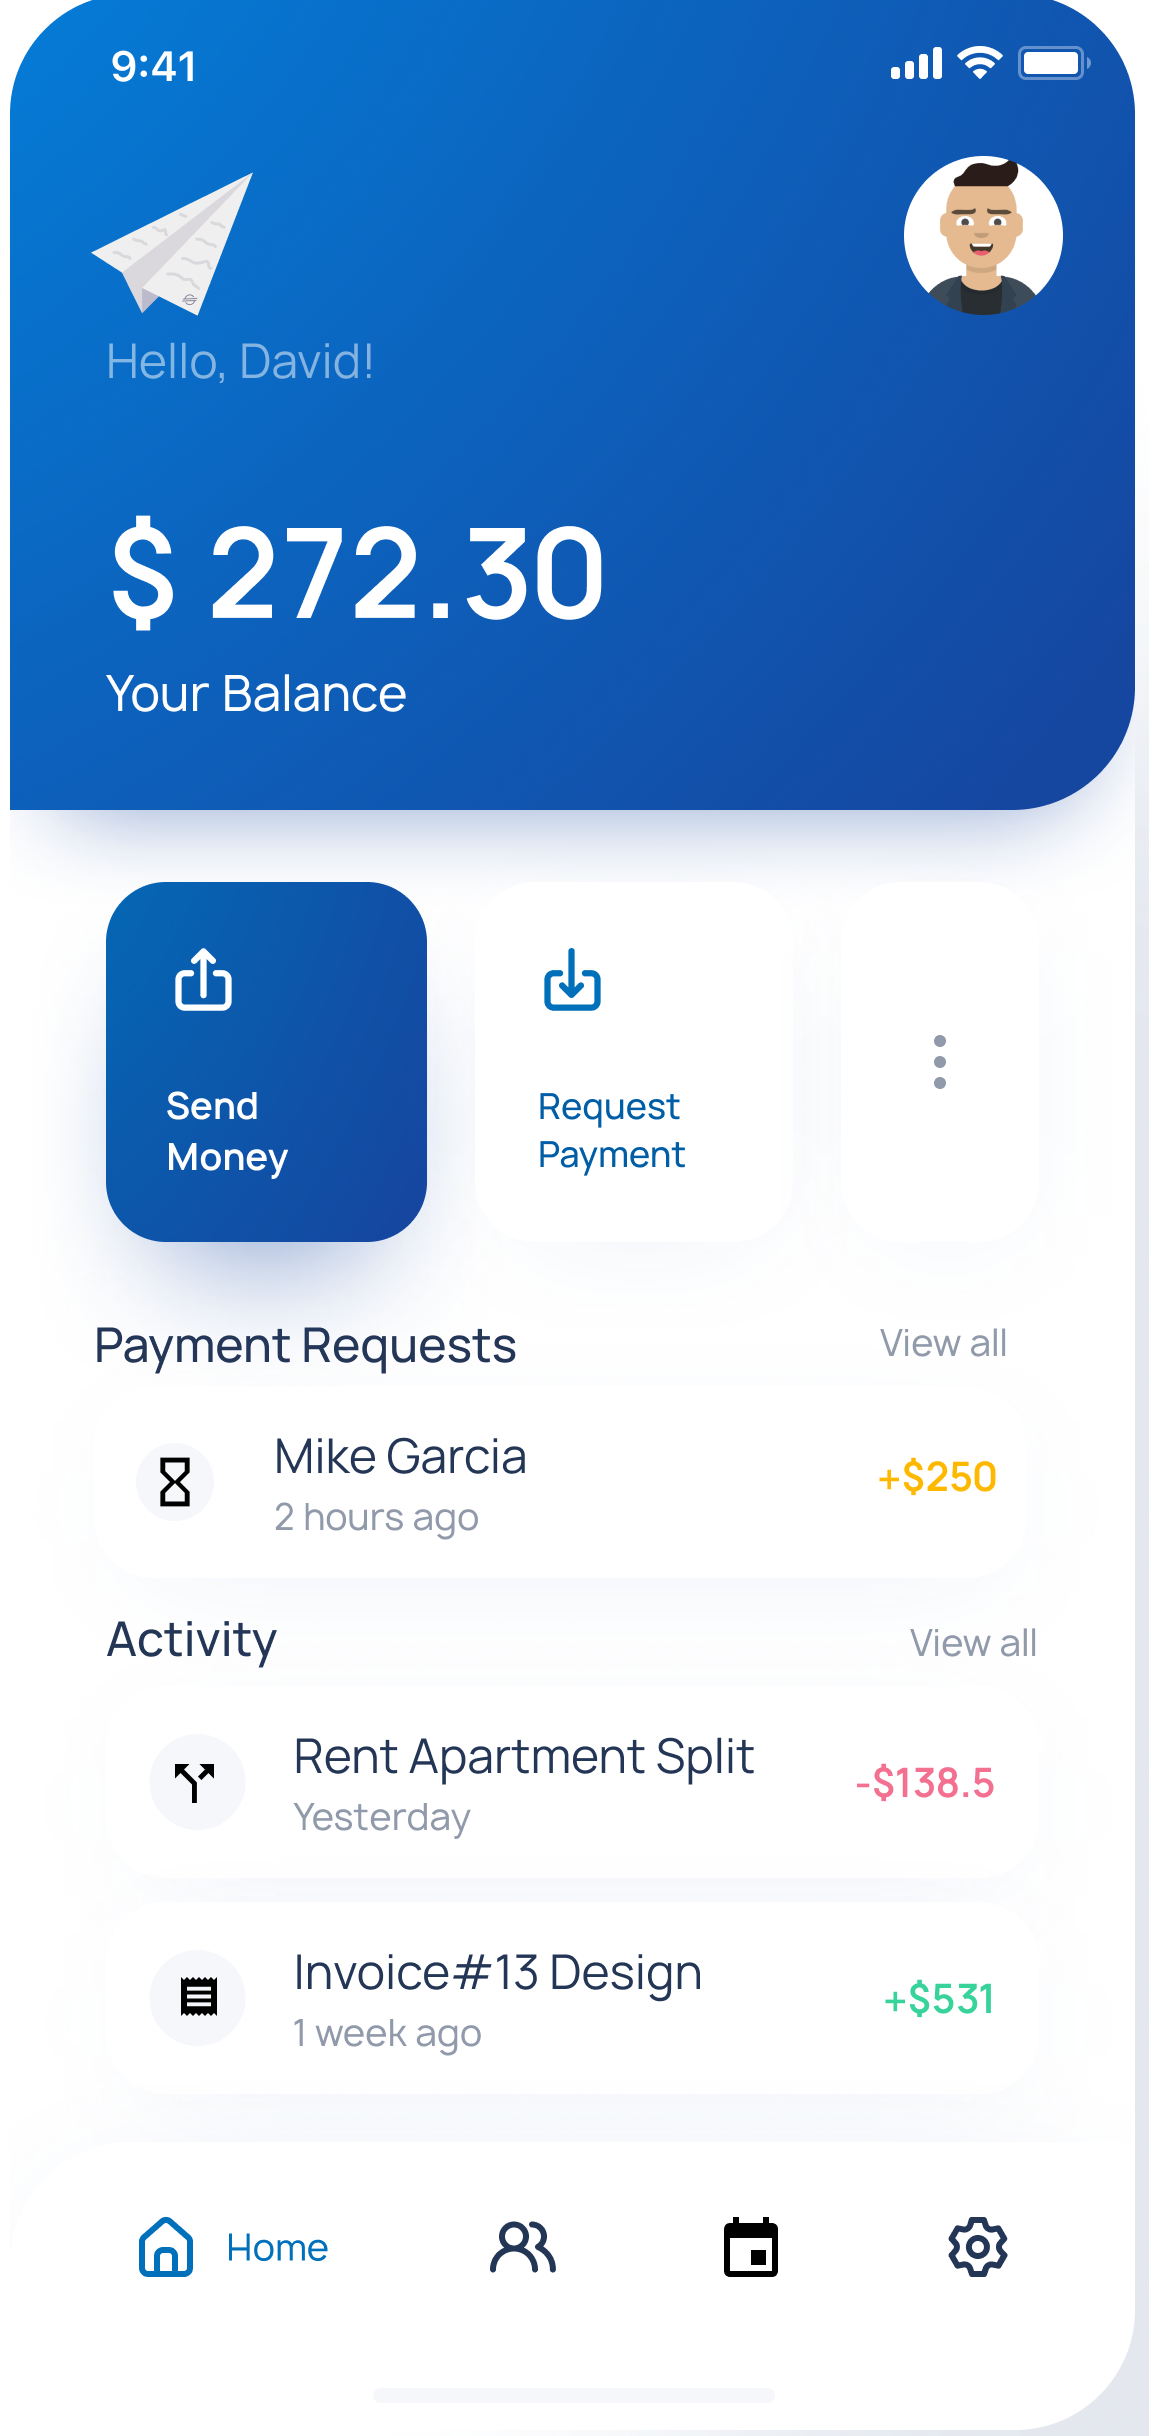 9:41
Hello, David!
$ 272.30
Your Balance
Send
Money
Request
Payment
Payment Requests
View all
Mike Garcia
2 hours ago
+$250
Activity
View all
Rent Apartment Split
Yesterday
-$138.5
Invoice#13 Design
1 week ago
+$531
Home